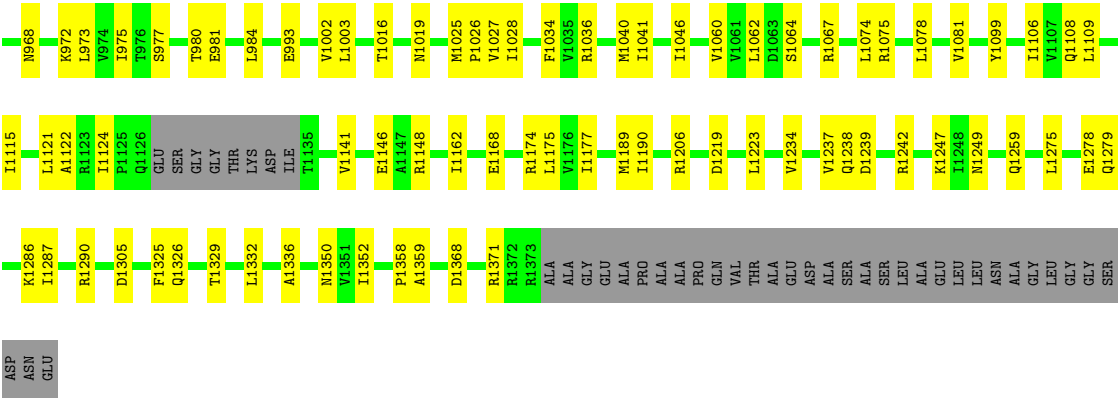 N968 K972 L973 V974 I975 T976 S977 T980 E981 L984 E993 V1002 L1003 T1016 N1019 M1025 P1026 V1027 I1028 F1034 V1035 R1036 M1040 I1041 I1046 V1060 V1061 L1062 D1063 S1064 R1067 L1074 R1075 L1078 V1081 Y1099 I1106 V1107 Q1108 L1109
I1115 L1121 A1122 R1123 I1124 P1125 Q1126 GLU SER GLY GLY THR LYS ASP ILE T1135 V1141 E1146 A1147 R1148 I1162 E1168 R1174 L1175 V1176 I1177 M1189 I1190 R1206 D1219 L1223 V1234 V1237 Q1238 D1239 R1242 K1247 I1248 N1249 Q1259 L1275 E1278 Q1279
K1286 I1287 R1290 D1305 F1325 Q1326 T1329 L1332 A1336 N1350 V1351 I1352 P1358 A1359 D1368 R1371 R1372 R1373 ALA ALA GLY GLU ALA PRO ALA ALA PRO GLN VAL THR ALA GLU ASP ALA SER ALA SER LEU ALA GLU LEU LEU ASN ALA GLY LEU GLY GLY SER
ASP ASN GLU